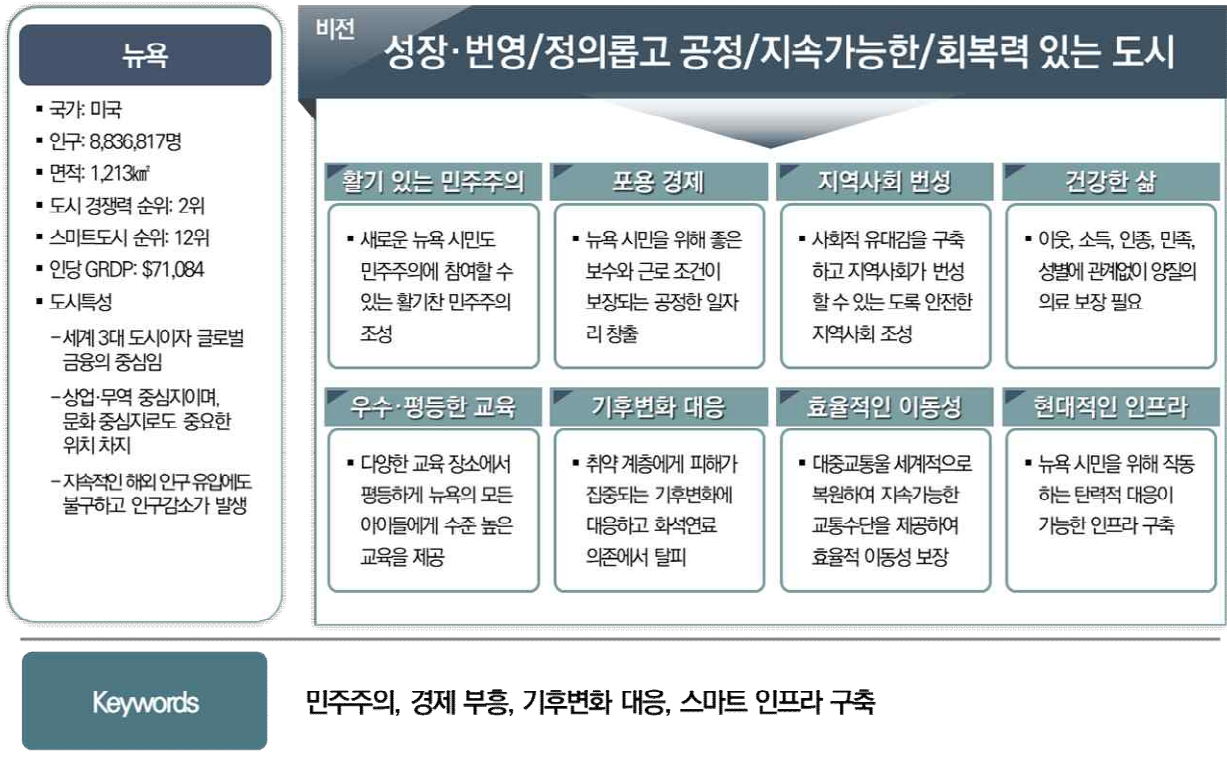 뉴욕
▪ 국가: 미국
▪ 인구: 8,836,817명
▪ 면적: 1,213㎢
▪ 도시 경쟁력 순위: 2위
▪ 스마트도시 순위: 12위
▪ 인당 GRDP: $71,084
▪ 도시특성
– 세계 3대 도시이자 글로벌
금융의 중심임
– 상업·무역 중심지이며,
문화 중심지로도 중요한
위치 차지
– 지속적인 해외 인구 유입에도
불구하고 인구감소가 발생
비전
성장·번영/정의롭고 공정/지속가능한/회복력 있는 도시
활기 있는 민주주의
▪ 새로운 뉴욕 시민도
민주주의에 참여할 수
있는 활기찬 민주주의
조성
포용 경제
▪ 뉴욕 시민을 위해 좋은
보수와 근로 조건이
보장되는 공정한 일자
리 창출
지역사회 번성
▪ 사회적 유대감을 구축
하고 지역사회가 번성
할 수 있는 도록 안전한
지역사회 조성
건강한 삶
▪ 이웃, 소득, 인종, 민족,
성별에 관계없이 양질의
의료 보장 필요
우수·평등한 교육
▪ 다양한 교육 장소에서
평등하게 뉴욕의 모든
아이들에게 수준 높은
교육을 제공
기후변화 대응
▪ 취약 계층에게 피해가
집중되는 기후변화에
대응하고 화석연료
의존에서 탈피
효율적인 이동성
▪ 대중교통울 세계적으로
복원하여 지속가능한
교통수단을 제공하여
효율적 이동성 보장
현대적인 인프라
▪ 뉴욕 시민을 위해 작동
하는 탄력적 대응이
가능한 인프라 구축
Keywords
민주주의, 경제 부흥, 기후변화 대응, 스마트 인프라 구축